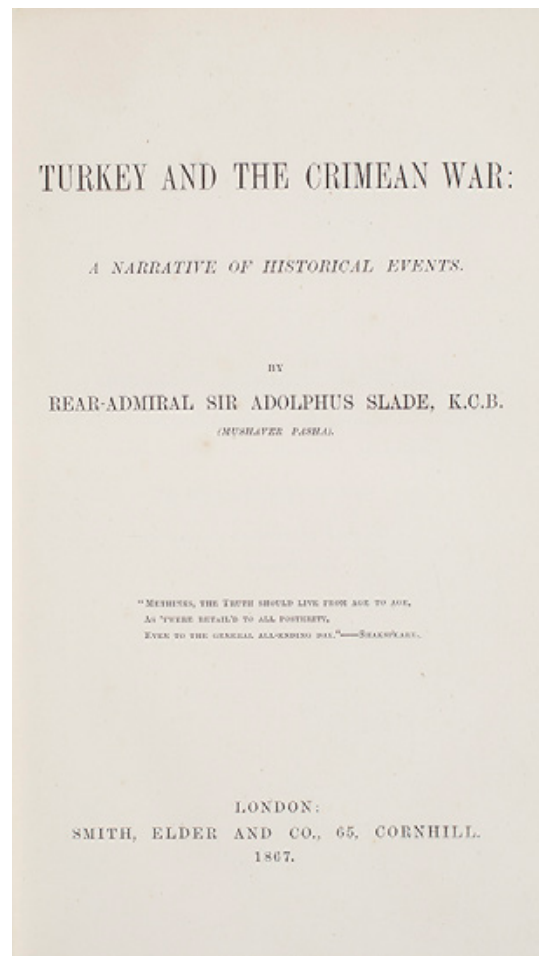 TURKEY AND THE CRIMEAN WAR:
A NARRATIVE OF HISTORICAL EVENTS.
BY
REAR-ADMIRAL SIR ADOLPHUS SLADE, K.C.B.
(MUSHAVER PASHA).
"METHINKS, THE TRUTH SHOULD LIVE FROM AGE TO AGE,
AS 'TWERE RETAIL'D TO ALL POSTERITY,
EVEN TO THE GENERAL ALL-ENDING DAY."—SHAKSPEARE.
LONDON:
SMITH, ELDER AND CO., 65, CORNHILL.
1867.